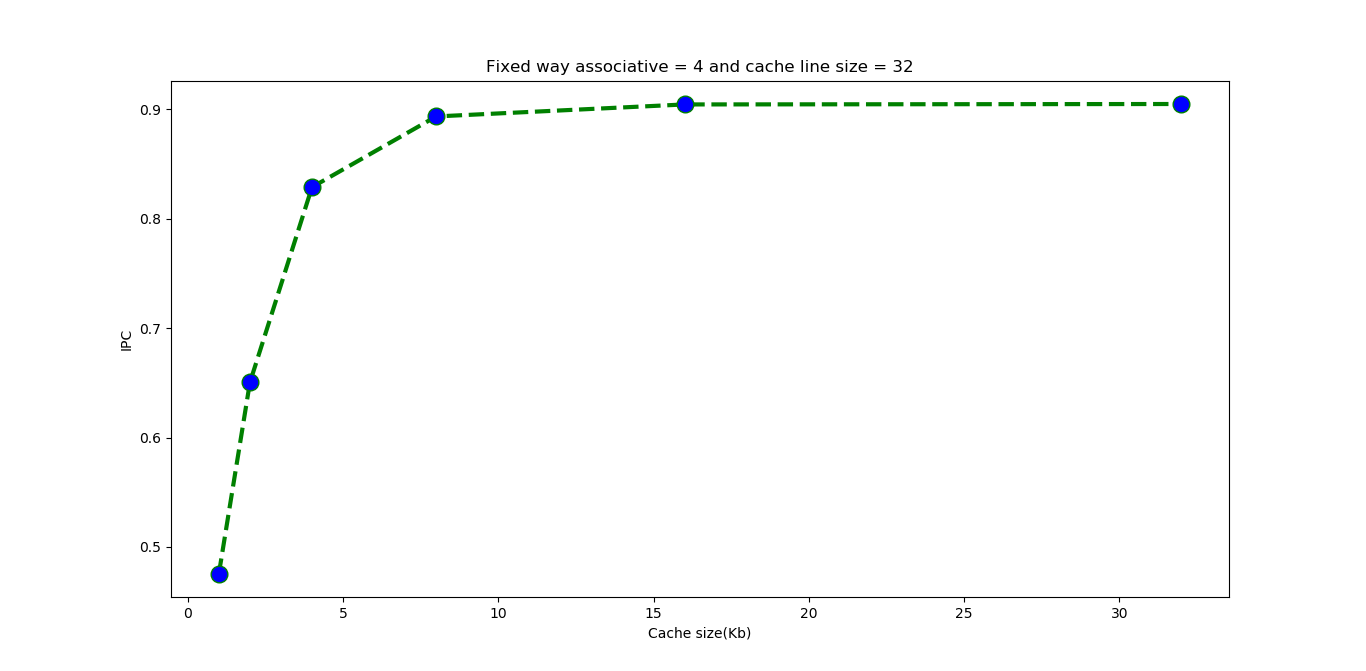 Fixed way associative = 4 and cache line size = 32
0.9
0.8
0.7
0.6
0.5
IPC
0 5 10 15 20 25 30
Cache size(Kb)